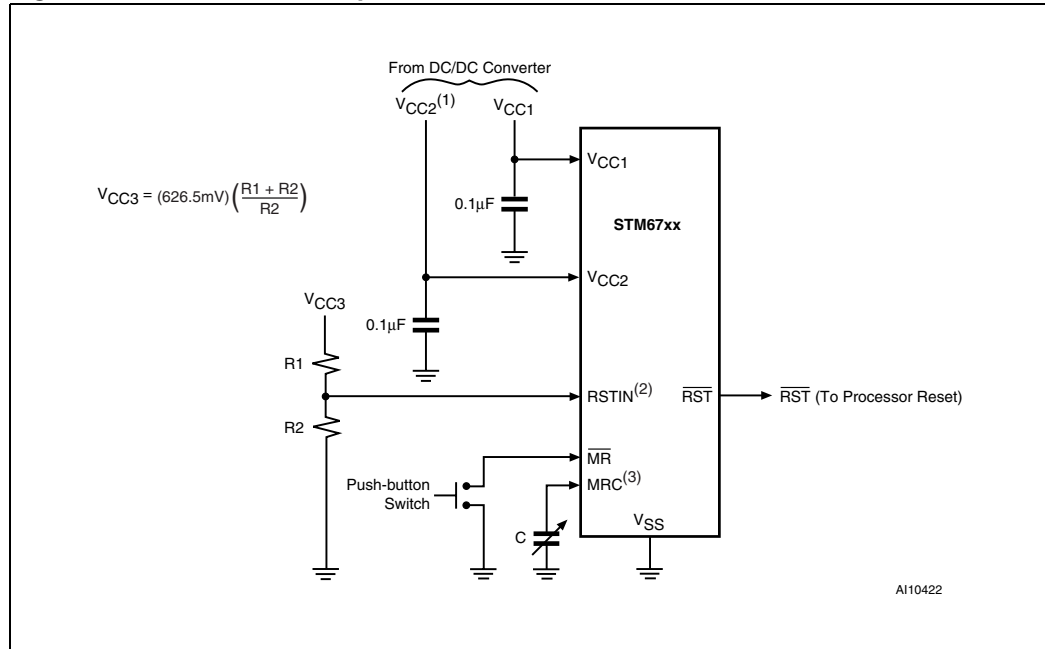 From DC/DC Converter
VCC2(1)
VCC1
VCC1
VCC3 = (626.5mV) (R1 + R2 / R2)
0.1µF
STM67xx
VCC2
VCC3
0.1µF
R1
RSTIN(2)
RST
RST (To Processor Reset)
R2
MR
Push-button
Switch
MRC(3)
C
VSS
AI10422